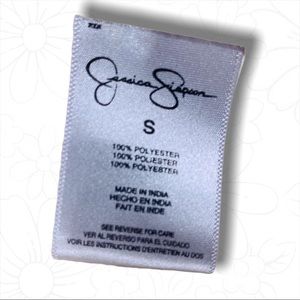 Jessica Simpson
S
100% POLYESTER
100% POLIESTER
100% POLYESTER
MADE IN INDIA
HECHO EN INDIA
FAIT EN INDE
SEE REVERSE FOR CARE
VER AL REVERSO PARA EL CUIDADO
VOIR LES INSTRUCTIONS D'ENTRETIEN AU DOS